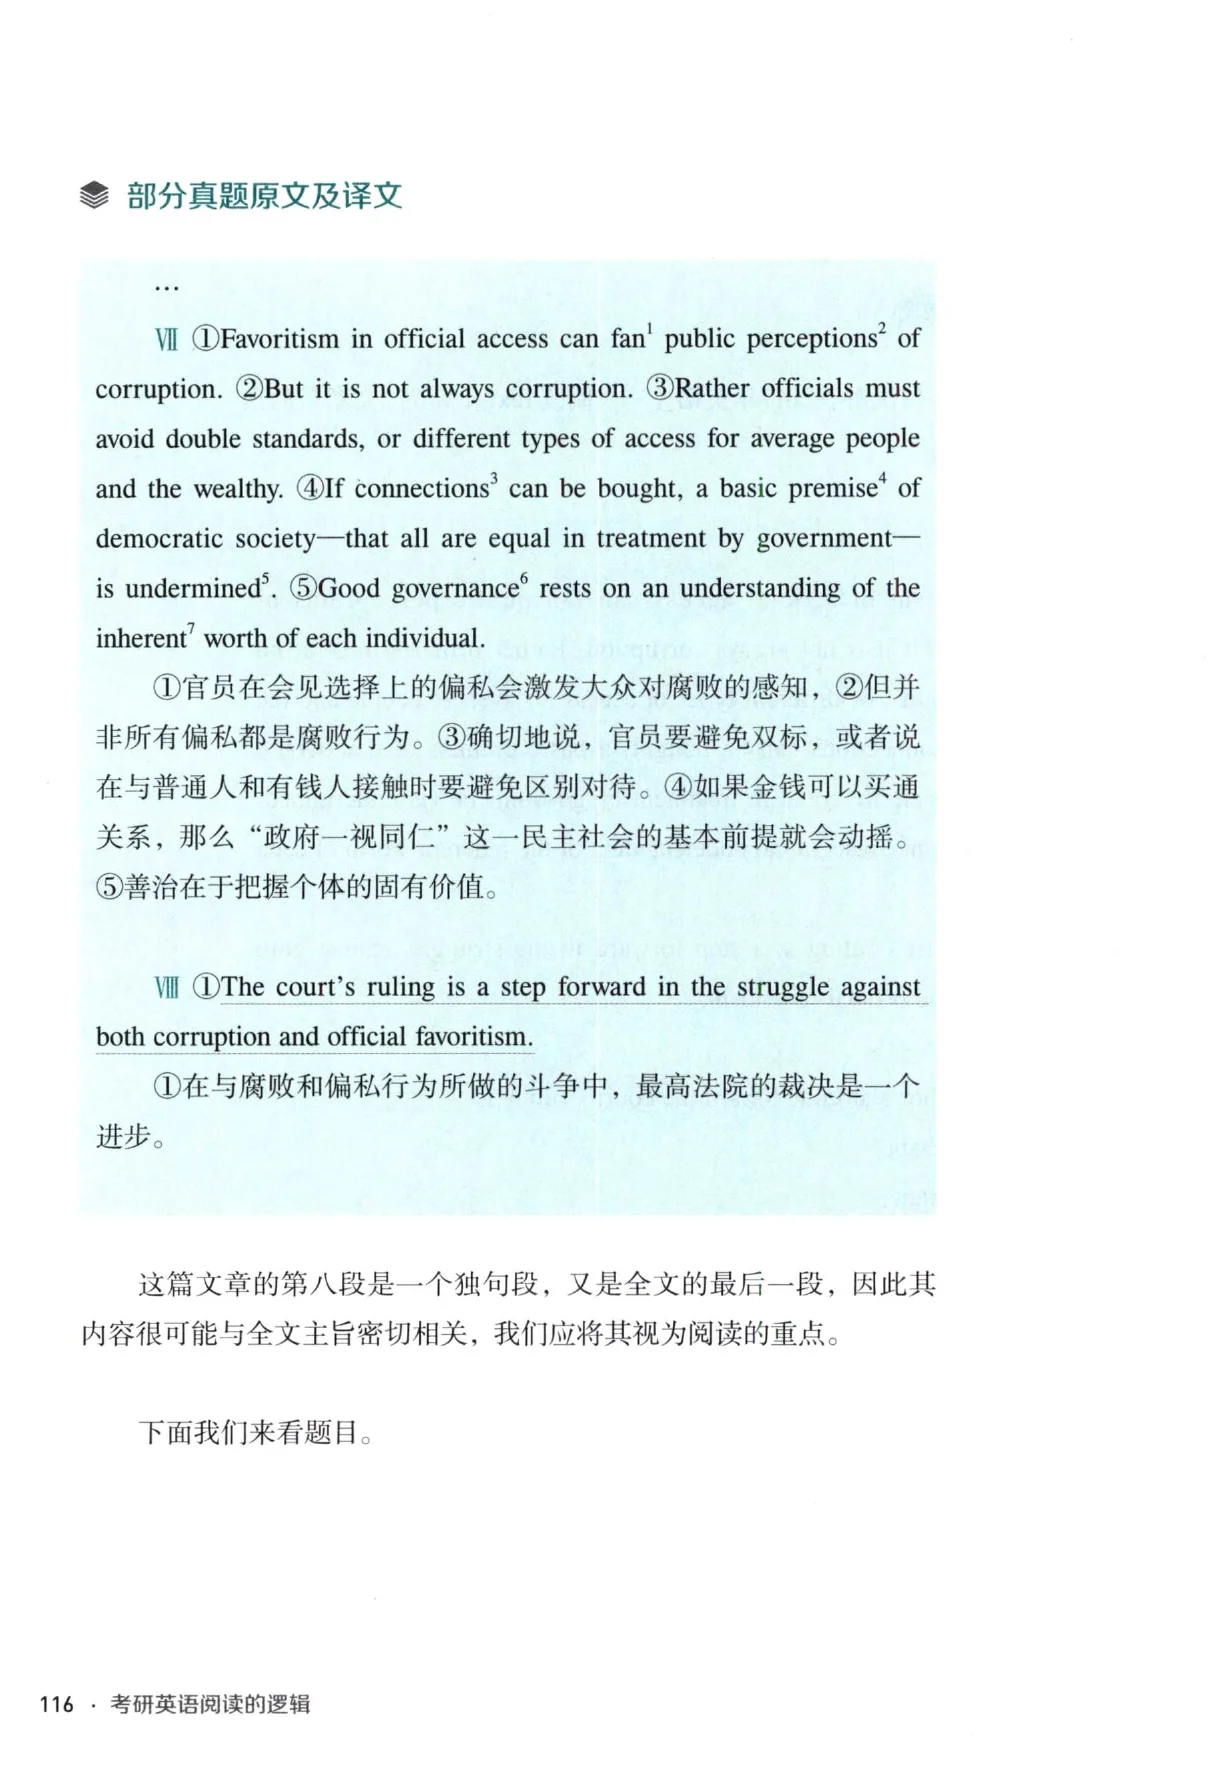 部分真题原文及译文
…
Ⅶ ①Favoritism in official access can fan¹ public perceptions² of
corruption. ②But it is not always corruption. ③Rather officials must
avoid double standards, or different types of access for average people
and the wealthy. ④If connections³ can be bought, a basic premise⁴ of
democratic society—that all are equal in treatment by government—
is undermined⁵. ⑤Good governance⁶ rests on an understanding of the
inherent⁷ worth of each individual.
①官员在会见选择上的偏私会激发大众对腐败的感知，②但并
非所有偏私都是腐败行为。③确切地说，官员要避免双标，或者说
在与普通人和有钱人接触时要避免区别对待。④如果金钱可以买通
关系，那么“政府一视同仁”这一民主社会的基本前提就会动摇。
⑤善治在于把握个体的固有价值。
Ⅷ ①The court’s ruling is a step forward in the struggle against
both corruption and official favoritism.
①在与腐败和偏私行为所做的斗争中，最高法院的裁决是一个
进步。
这篇文章的第八段是一个独句段，又是全文的最后一段，因此其
内容很可能与全文主旨密切相关，我们应将其视为阅读的重点。
下面我们来看题目。
116 · 考研英语阅读的逻辑